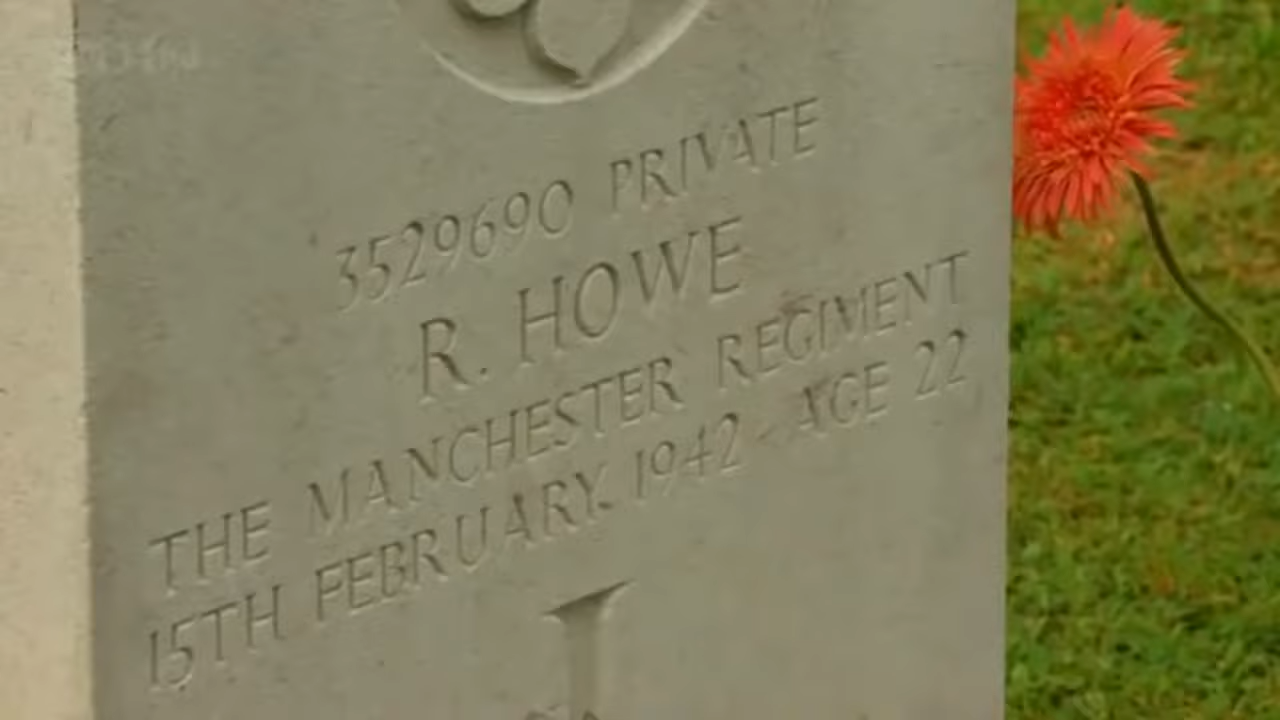 3529690 PRIVATE
R. HOWE
THE MANCHESTER REGIMENT
15TH FEBRUARY. 1942 - AGE 22